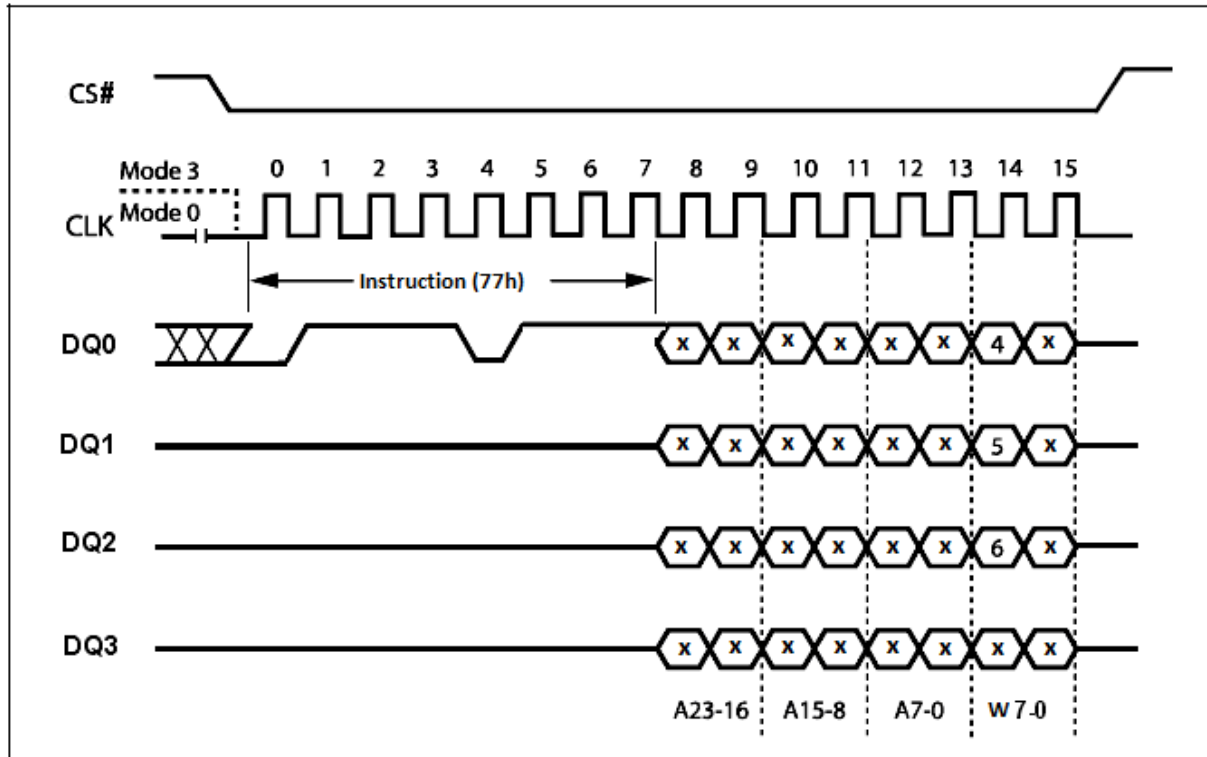 CS#
Mode 3
0 1 2 3 4 5 6 7 8 9 10 11 12 13 14 15
Mode 0
CLK
Instruction (77h)
DQ0 x x x x x x 4 x
DQ1 x x x x x x 5 x
DQ2 x x x x x x 6 x
DQ3 x x x x x x x x
A23-16 A15-8 A7-0 W 7-0